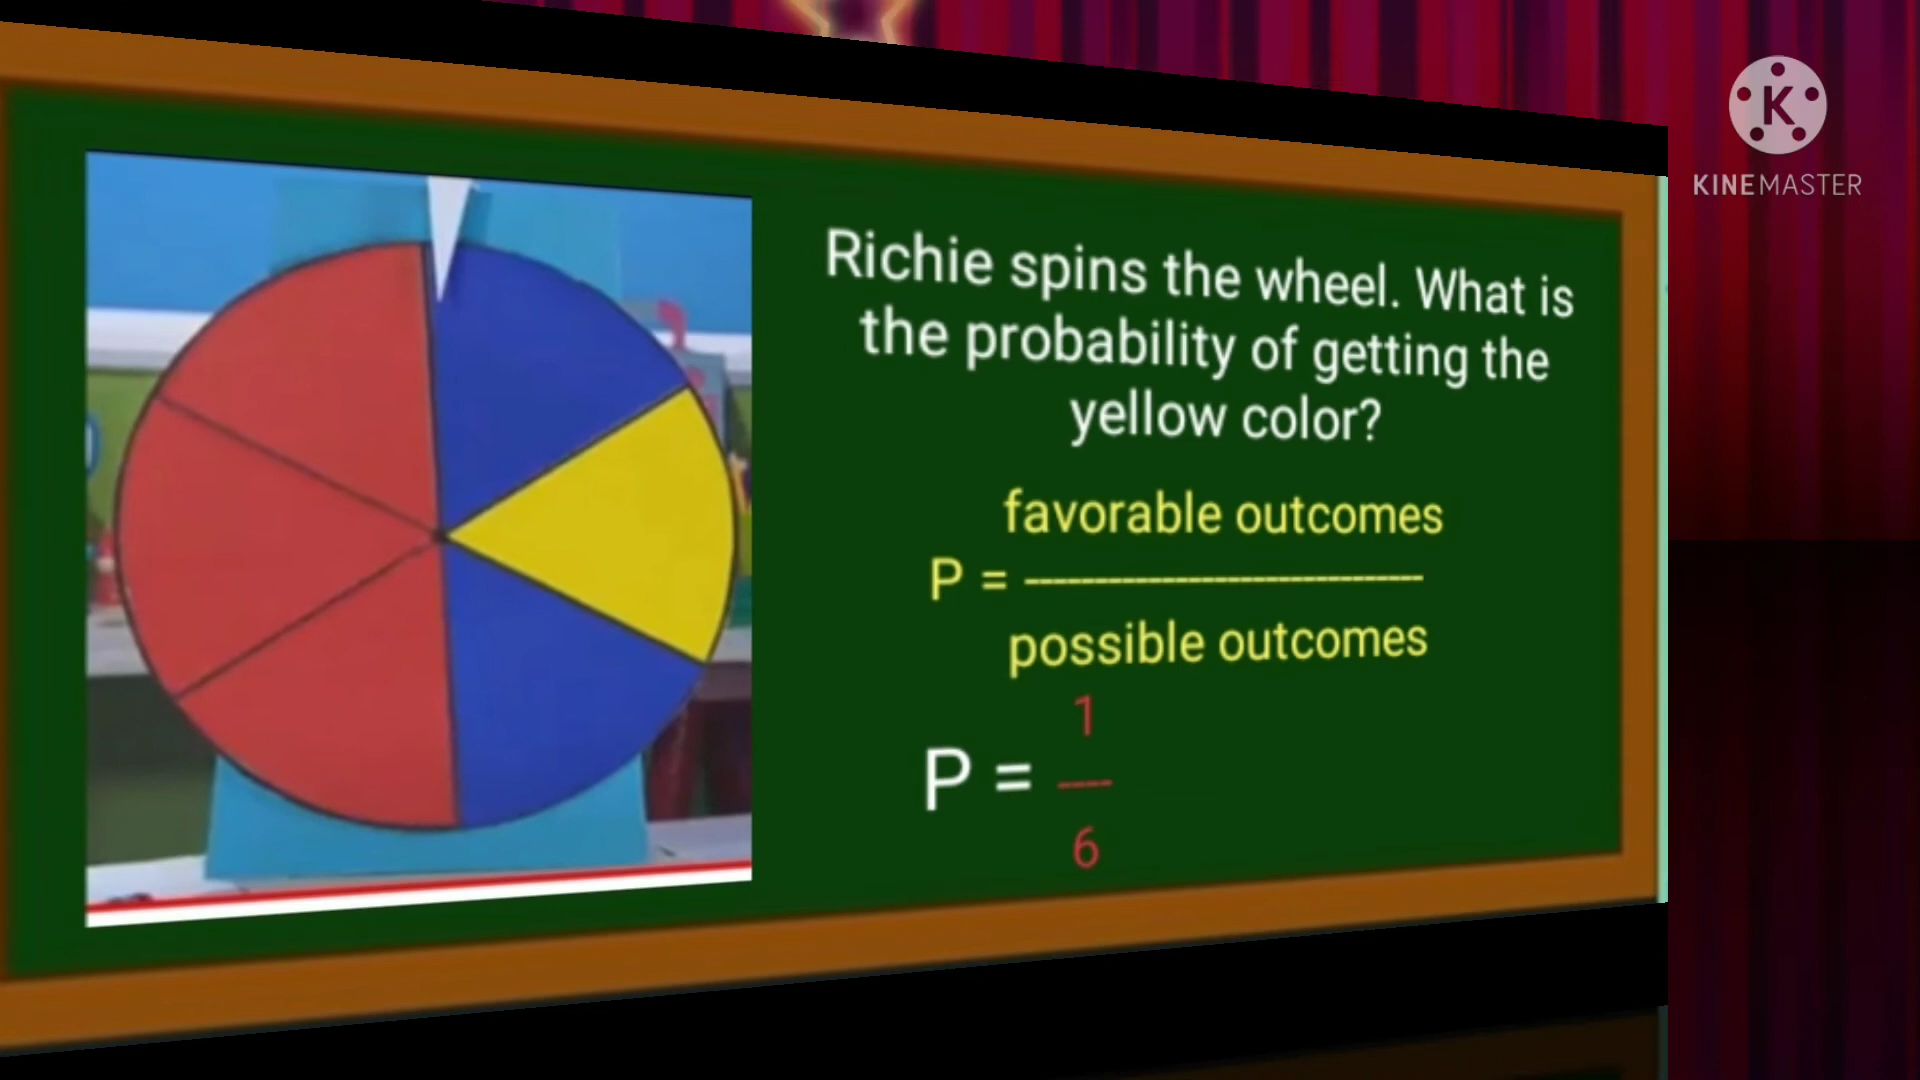 KINEMASTER
Richie spins the wheel. What is
the probability of getting the
yellow color?
favorable outcomes
P = ------------------------------
possible outcomes
1
P = ----
6